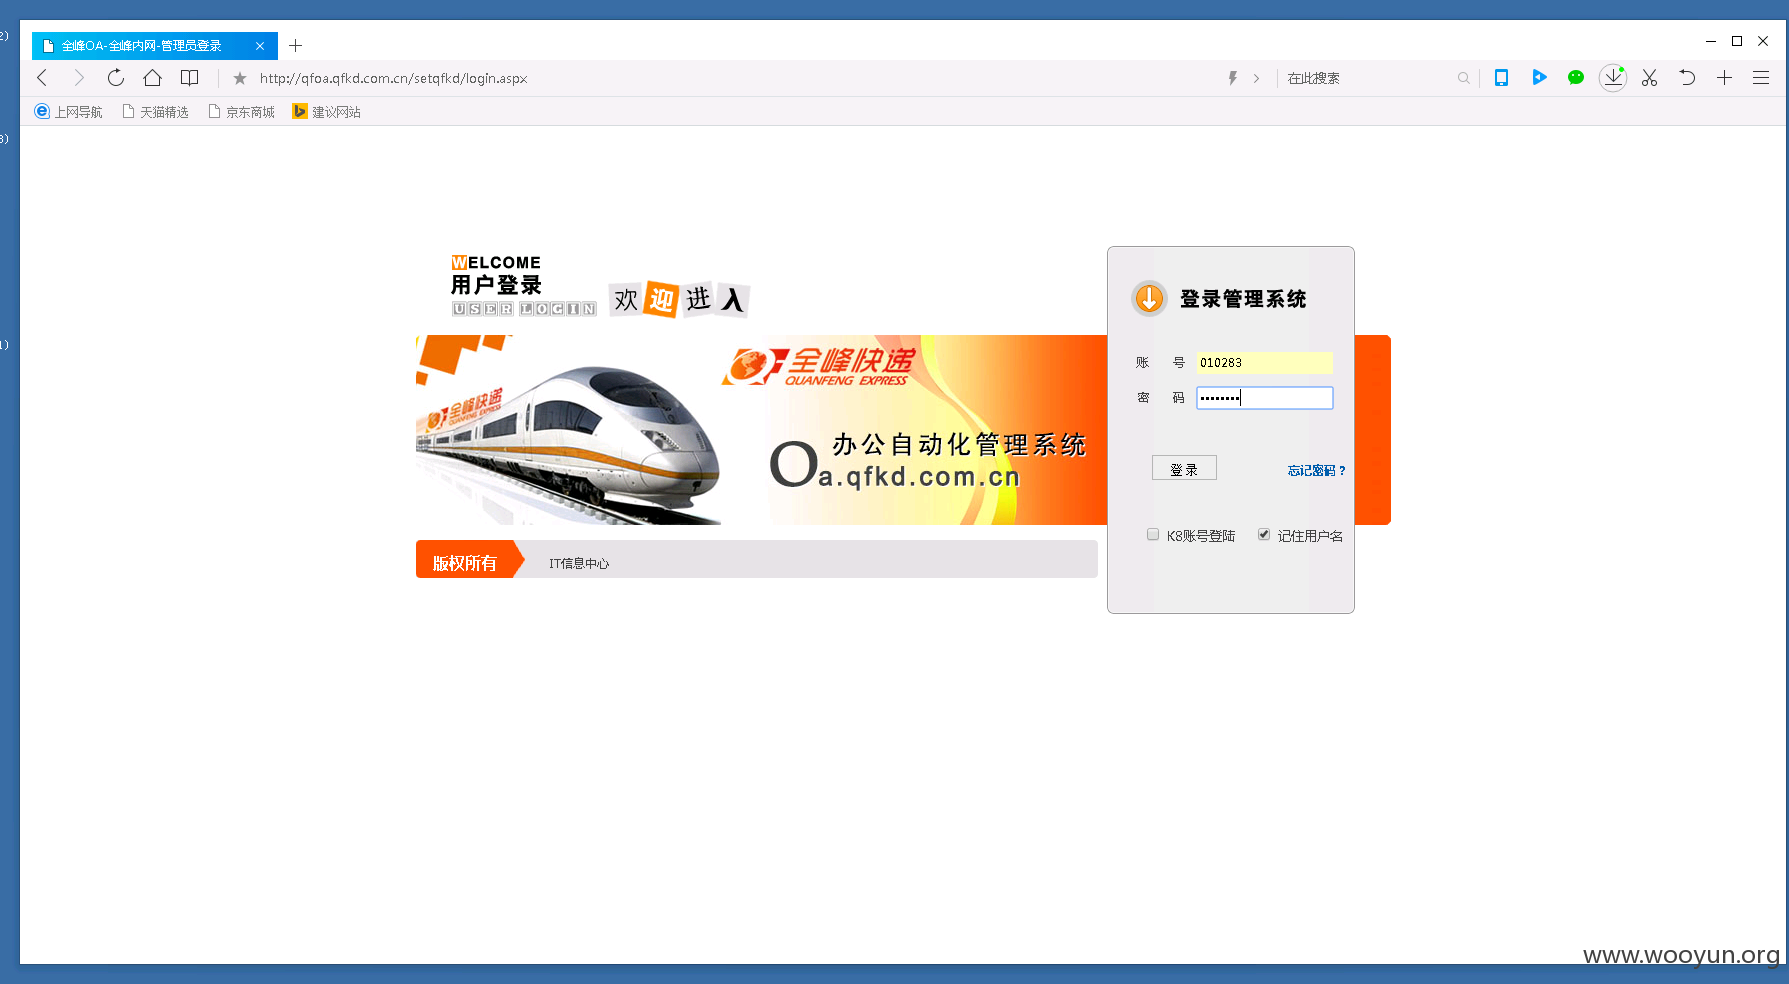 2)
全峰OA-全峰内网-管理员登录
http://qfoa.qfkd.com.cn/setqfkd/login.aspx
在此搜索
上网导航
天猫精选
京东商城
建议网站
3)
1)
WELCOME
用户登录
USER LOGIN
欢迎进入
全峰快递
QUANFENG EXPRESS
全峰快递
QUANFENG EXPRESS
办公自动化管理系统
Oa.qfkd.com.cn
版权所有
IT信息中心
登录管理系统
账 号 010283
密 码 ••••••••
登录
忘记密码?
K8账号登陆
记住用户名
www.wooyun.org